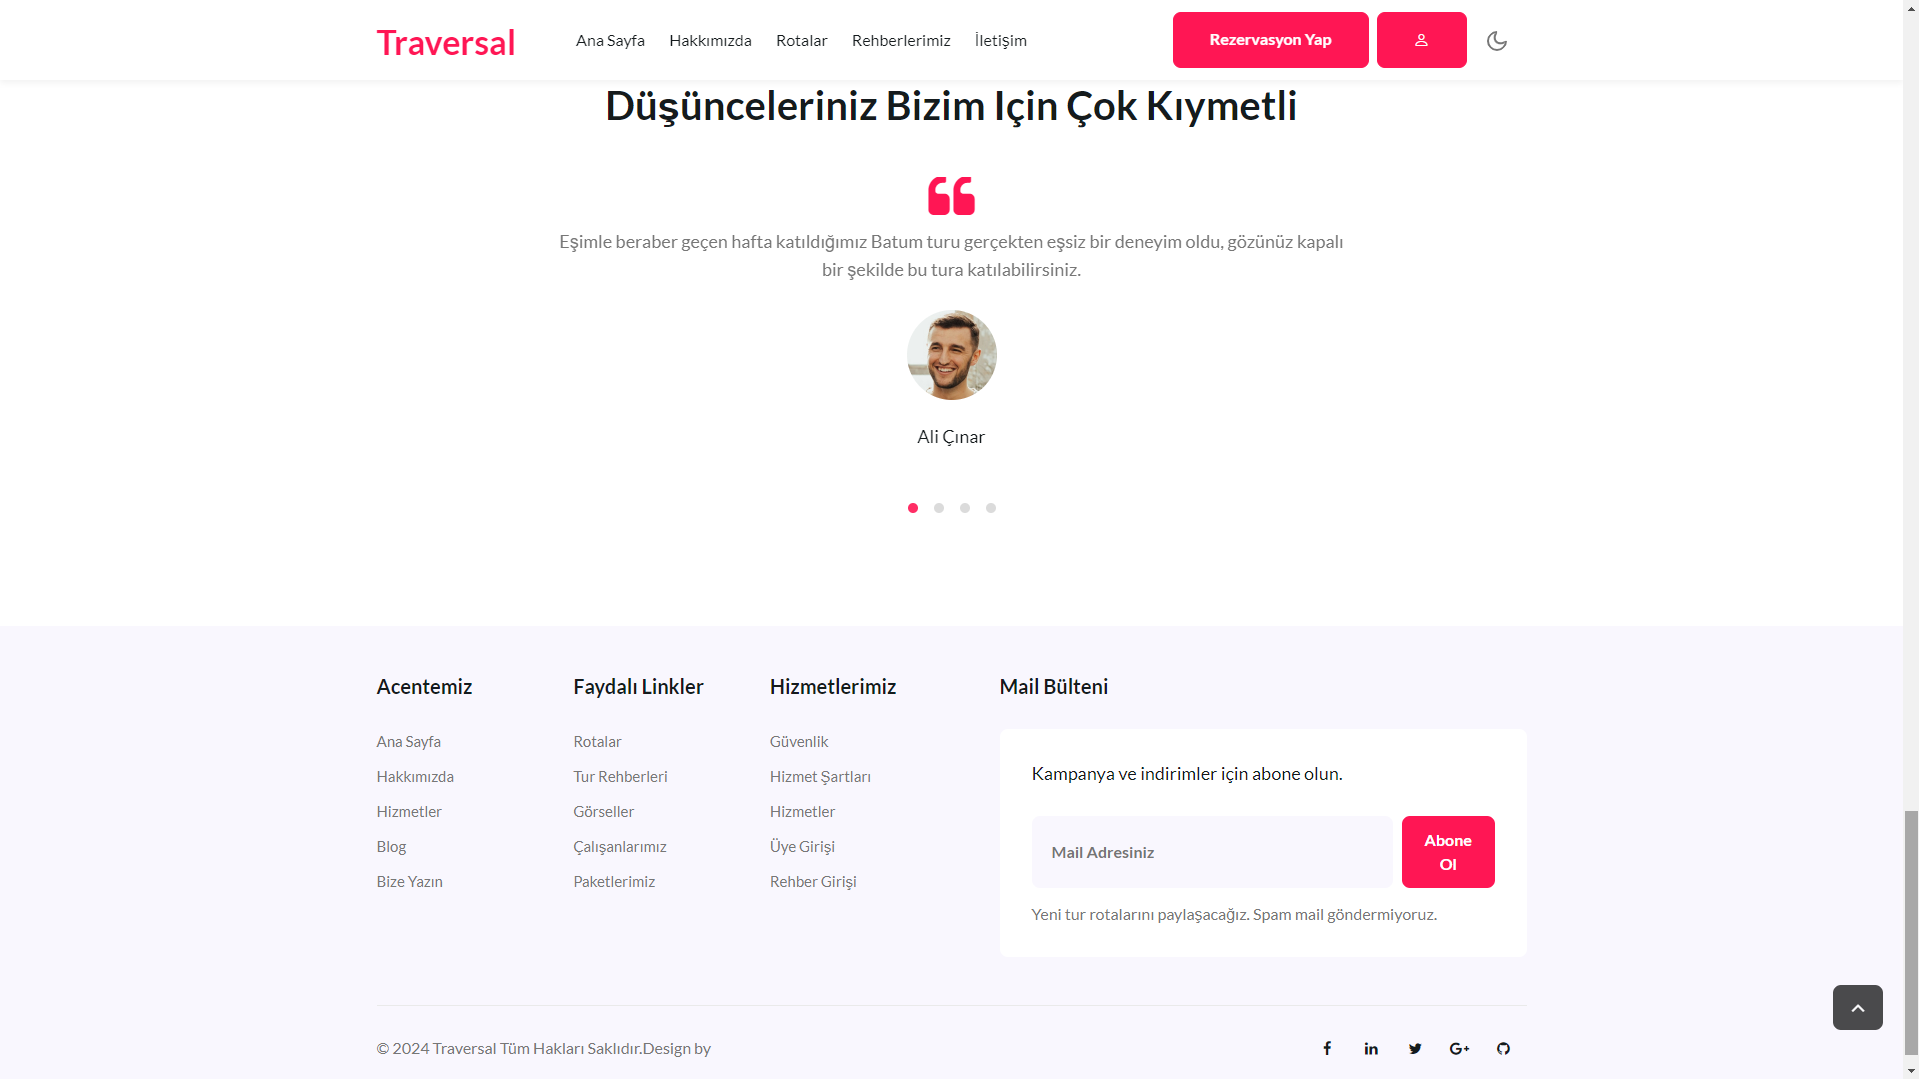 Traversal
Ana Sayfa
Hakkımızda
Rotalar
Rehberlerimiz
İletişim
Rezervasyon Yap
Düşünceleriniz Bizim Için Çok Kıymetli
Eşimle beraber geçen hafta katıldığımız Batum turu gerçekten eşsiz bir deneyim oldu, gözünüz kapalı
bir şekilde bu tura katılabilirsiniz.
Ali Çınar
Acentemiz
Ana Sayfa
Hakkımızda
Hizmetler
Blog
Bize Yazın
Faydalı Linkler
Rotalar
Tur Rehberleri
Görseller
Çalışanlarımız
Paketlerimiz
Hizmetlerimiz
Güvenlik
Hizmet Şartları
Hizmetler
Üye Girişi
Rehber Girişi
Mail Bülteni
Kampanya ve indirimler için abone olun.
Mail Adresiniz
Abone
Ol
Yeni tur rotalarını paylaşacağız. Spam mail göndermiyoruz.
© 2024 Traversal Tüm Hakları Saklıdır.Design by